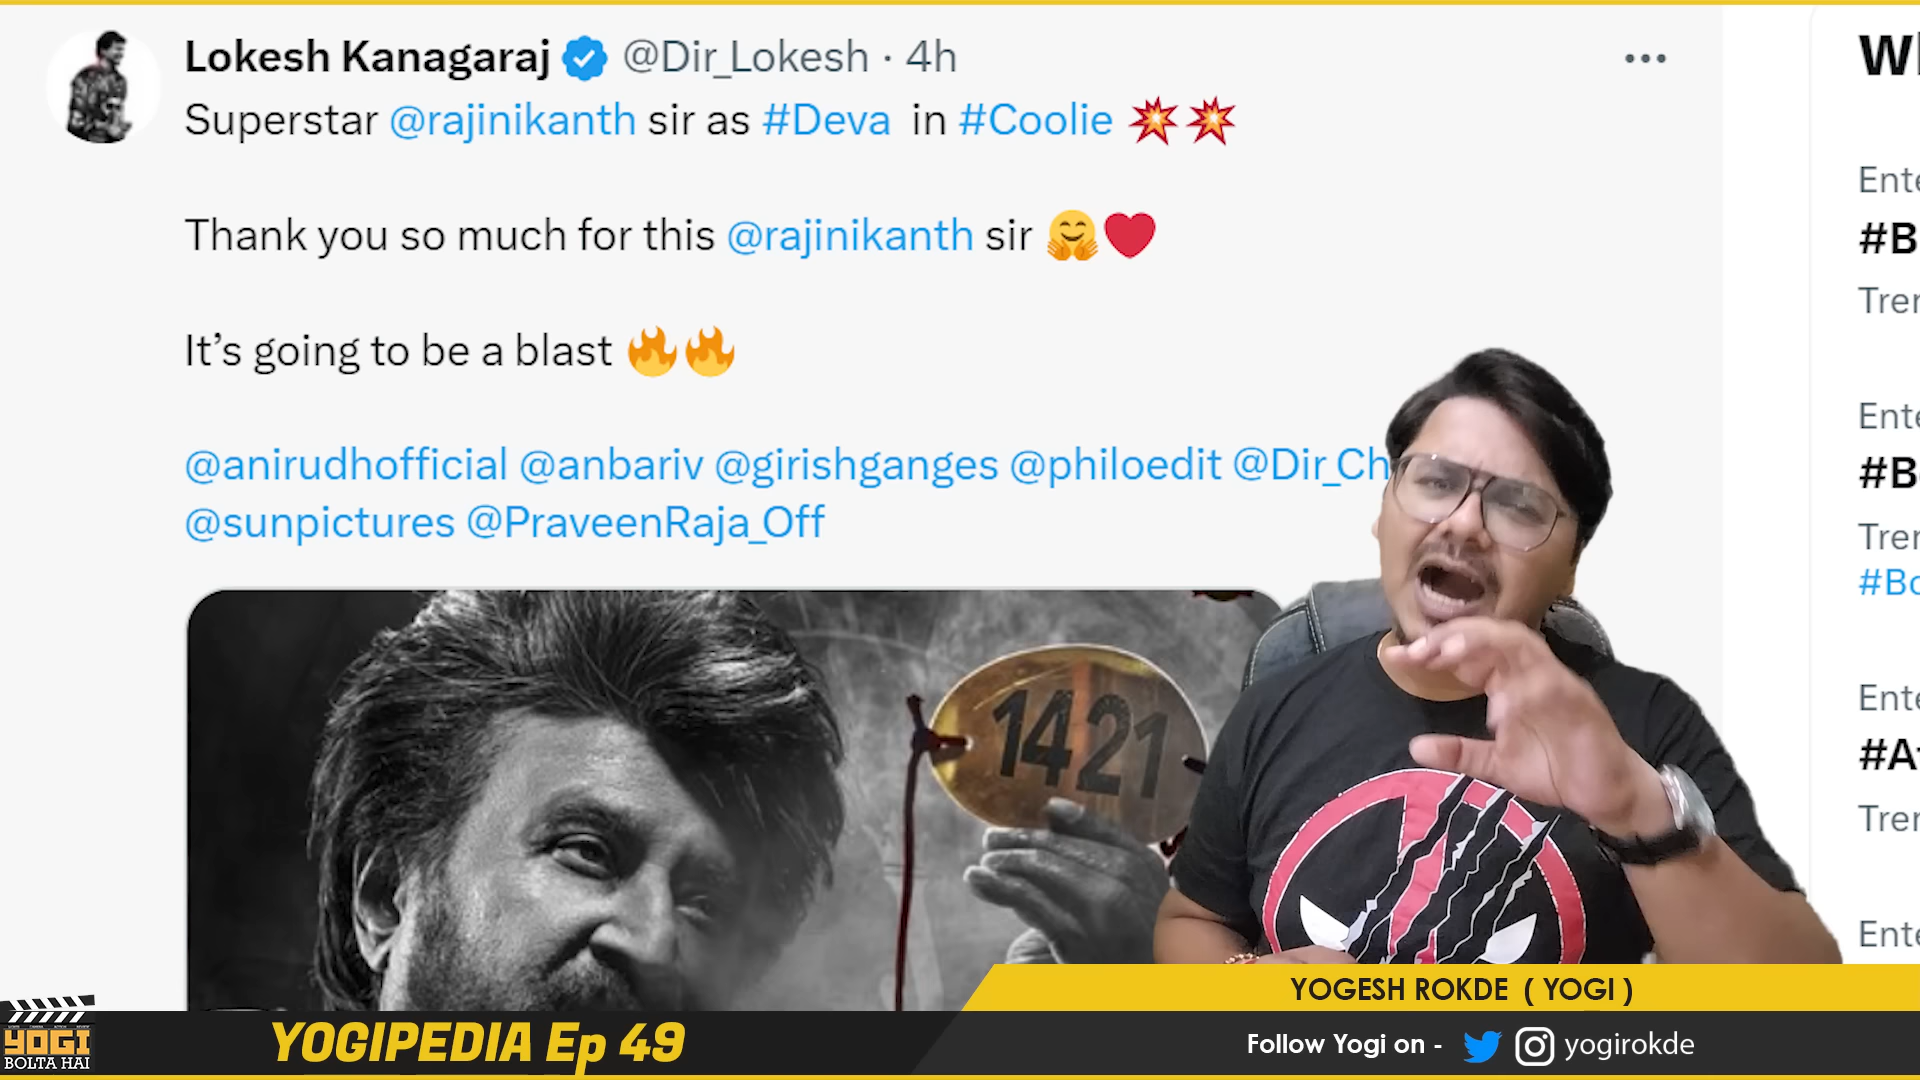 Lokesh Kanagaraj @Dir_Lokesh · 4h
Superstar @rajinikanth sir as #Deva in #Coolie 💥💥
Thank you so much for this @rajinikanth sir 🤗❤️
It’s going to be a blast 🔥🔥
@anirudhofficial @anbariv @girishganges @philoedit @Dir_Ch
@sunpictures @PraveenRaja_Off
1421
YOGESH ROKDE ( YOGI )
YOGI
BOLTA HAI
YOGIPEDIA Ep 49
Follow Yogi on - yogirokde